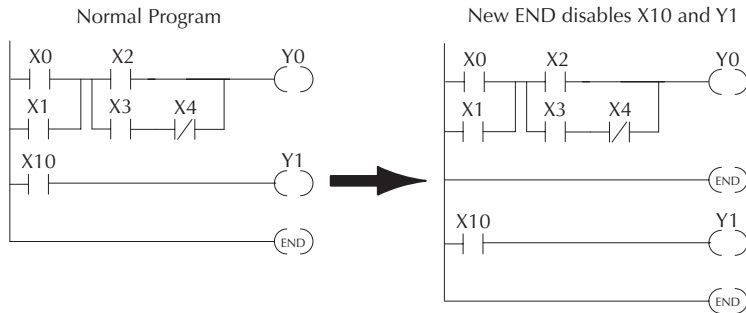 Normal Program
X0 X2 Y0
X1 X3 X4
X10 Y1
END
New END disables X10 and Y1
X0 X2 Y0
X1 X3 X4
END
X10 Y1
END